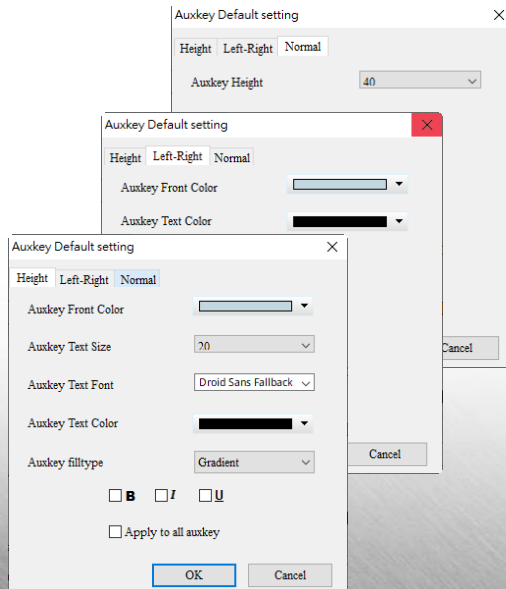 Auxkey Default setting
Height Left-Right Normal
Auxkey Height 40
Auxkey Default setting
Height Left-Right Normal
Auxkey Front Color
Auxkey Text Color
Cancel
Cancel
Auxkey Default setting
Height Left-Right Normal
Auxkey Front Color
Auxkey Text Size 20
Auxkey Text Font Droid Sans Fallback
Auxkey Text Color
Auxkey filltype Gradient
B I U
Apply to all auxkey
OK Cancel